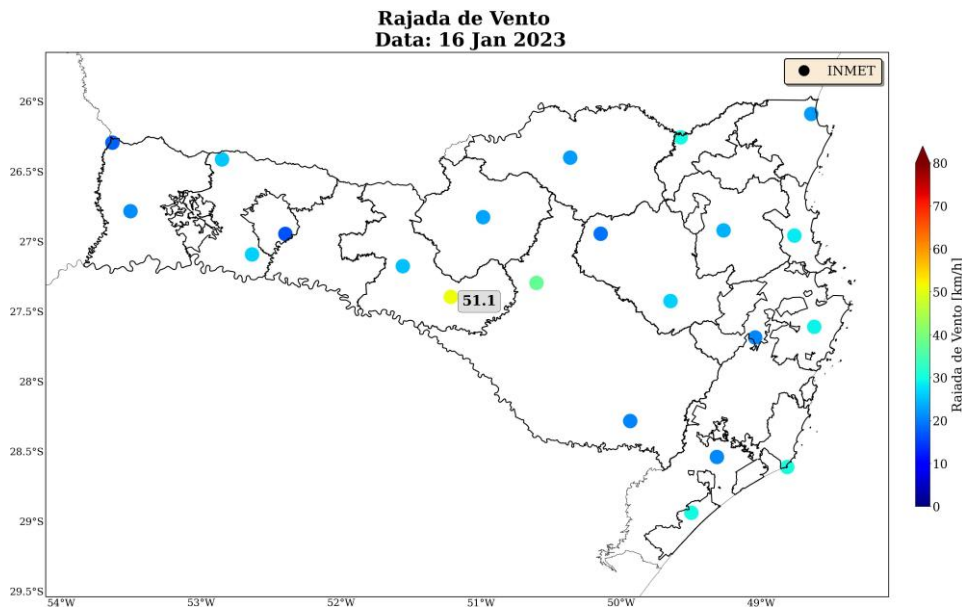 Rajada de Vento
Data: 16 Jan 2023
INMET
26°S
26.5°S
27°S
27.5°S
28°S
28.5°S
29°S
29.5°S
54°W
53°W
52°W
51°W
50°W
49°W
51.1
80
70
60
50
40
30
20
10
0
Rajada de Vento [km/h]